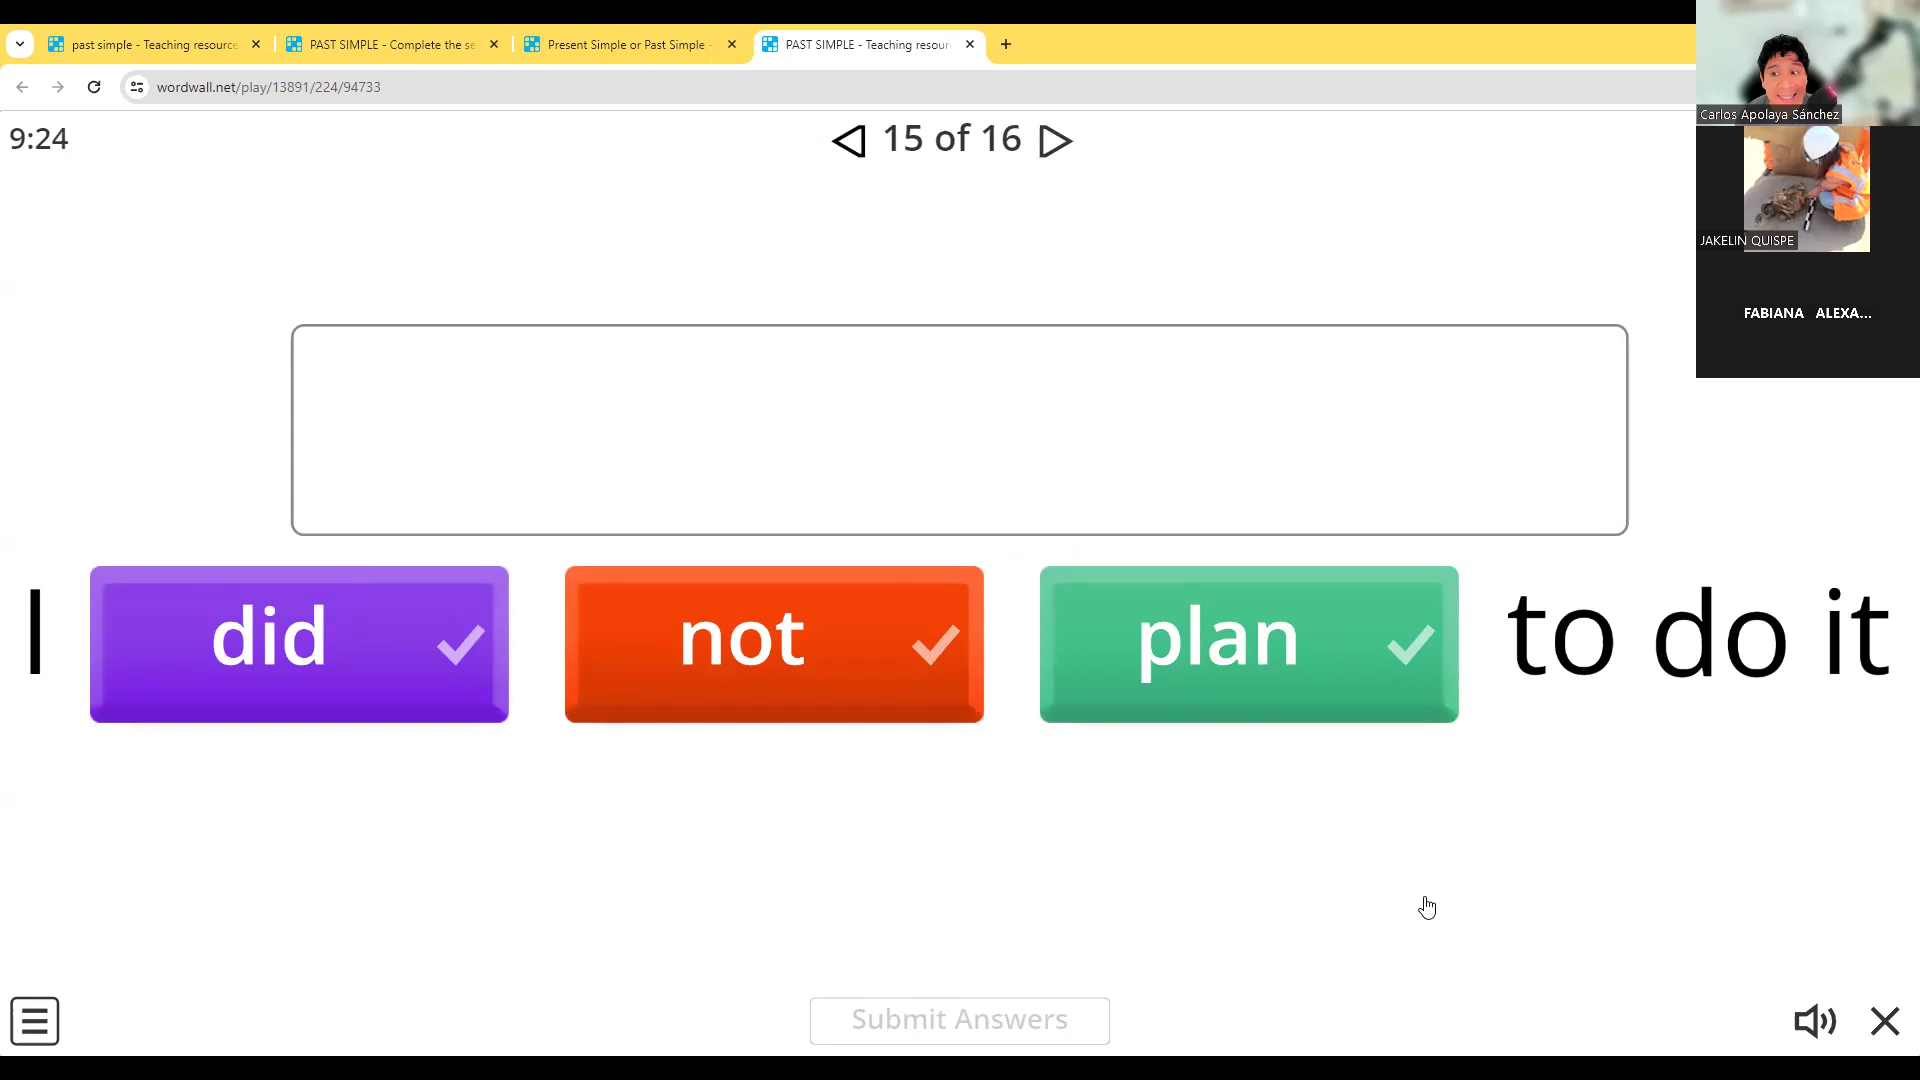 past simple - Teaching resource
PAST SIMPLE - Complete the se
Present Simple or Past Simple -
PAST SIMPLE - Teaching resour
wordwall.net/play/13891/224/94733
9:24
15 of 16
Carlos Apolaya Sánchez
JAKELIN QUISPE
FABIANA ALEXA...
I did not plan to do it
Submit Answers